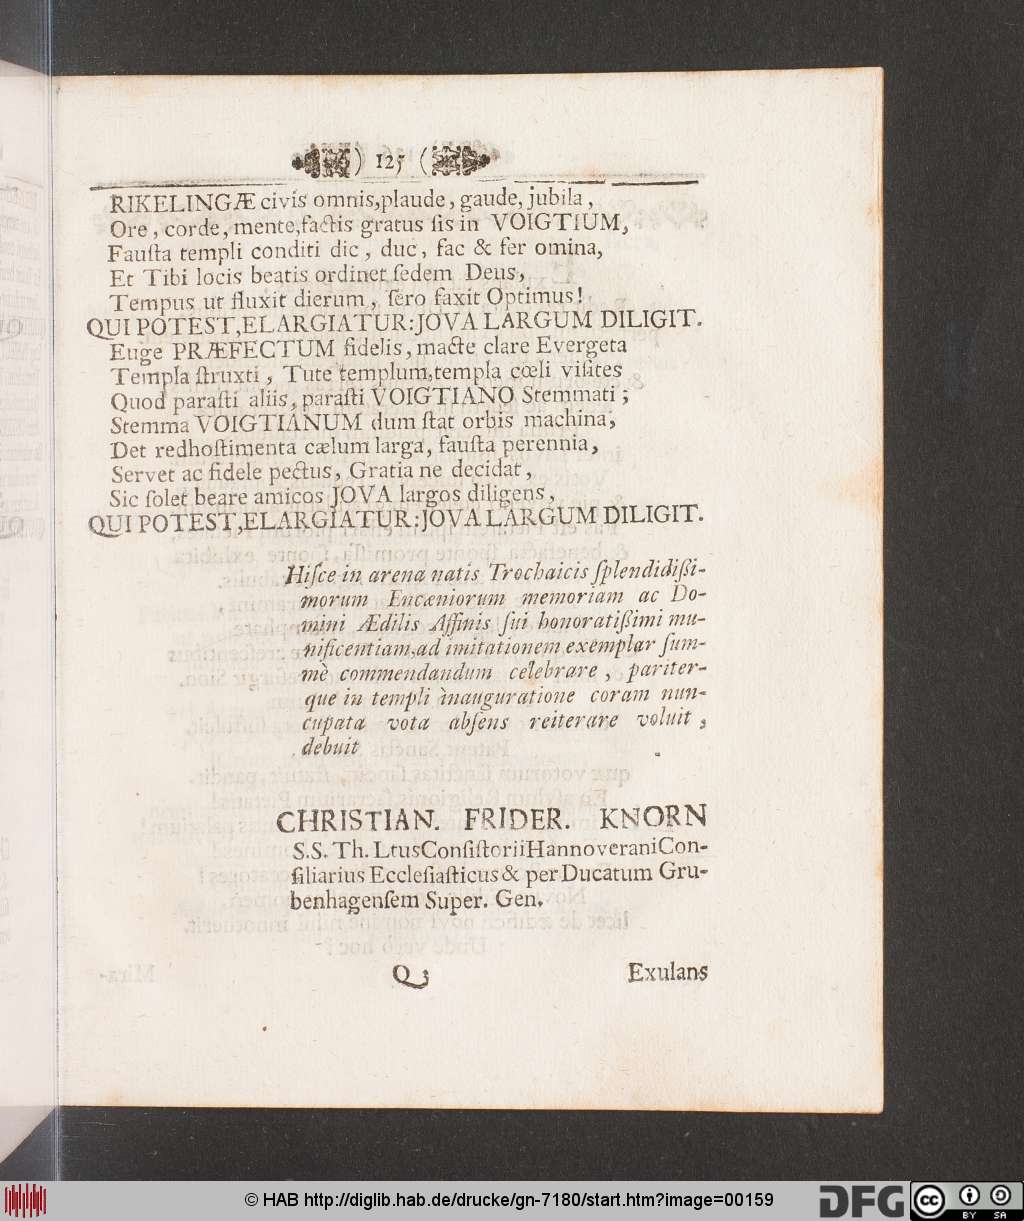 ) 125 (
RIKELINGÆ civis omnis,plaude, gaude, jubila,
Ore, corde, mente,factis gratus ſis in VOIGTIUM,
Fauſta templi conditi dic, duc, fac & fer omina,
Et Tibi locis beatis ordinet ſedem Deus,
Tempus ut fluxit dierum, ſero faxit Optimus!
QUI POTEST,ELARGIATUR:JOVA LARGUM DILIGIT.
Euge PRÆFECTUM fidelis, macte clare Evergeta
Templa ſtruxti, Tute templum,templa cœli viſites
Quod paraſti aliis, paraſti VOIGTIANO Stemmati;
Stemma VOIGTIANUM dum ſtat orbis machina,
Det redhoſtimenta cælum larga, fauſta perennia,
Servet ac fidele pectus, Gratia ne decidat,
Sic ſolet beare amicos JOVA largos diligens,
QUI POTEST,ELARGIATUR:JOVA LARGUM DILIGIT.
Hiſce in arena natis Trochaicis ſplendidißi-
morum Encæniorum memoriam ac Do-
mini Ædilis Affinis ſui honoratißimi mu-
nificentiam,ad imitationem exemplar ſum-
mè commendandum celebrare, pariter-
que in templi inauguratione coram nun-
cupata vota abſens reiterare voluit,
debuit
CHRISTIAN. FRIDER. KNORN
S.S. Th. LtusConſiſtoriiHannoveraniCon-
ſiliarius Eccleſiaſticus & per Ducatum Gru-
benhagenſem Super. Gen.
Q 3 Exulans
© HAB http://diglib.hab.de/drucke/gn-7180/start.htm?image=00159
DFG
cc BY SA